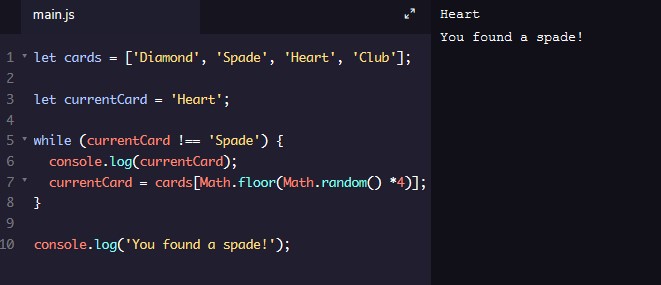 main.js
1 let cards = ['Diamond', 'Spade', 'Heart', 'Club'];
2
3 let currentCard = 'Heart';
4
5 while (currentCard !== 'Spade') {
6 console.log(currentCard);
7 currentCard = cards[Math.floor(Math.random() *4)];
8 }
9
10 console.log('You found a spade!');
Heart
You found a spade!